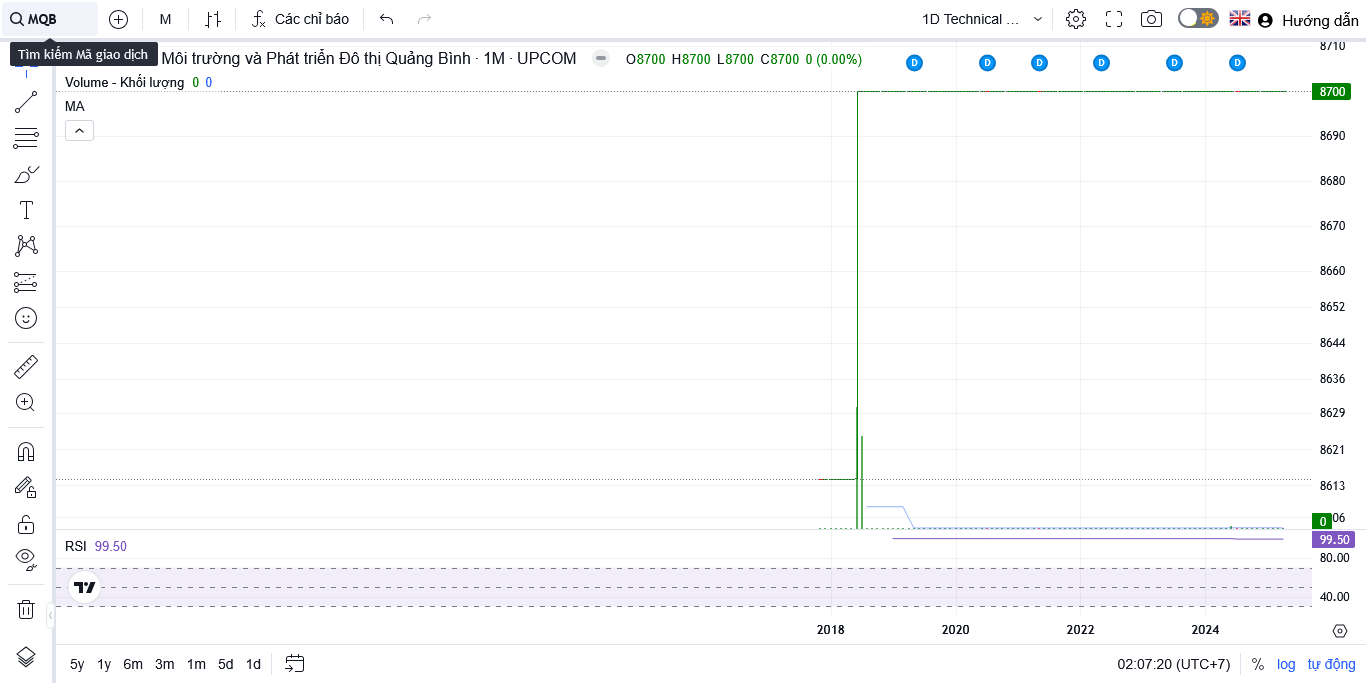 MQB
M
Các chỉ báo
1D Technical ...
Hướng dẫn
Tìm kiếm Mã giao dịch
Môi trường và Phát triển Đô thị Quảng Bình · 1M · UPCOM
O8700 H8700 L8700 C8700 0 (0.00%)
Volume - Khối lượng 0 0
MA
D D D D D D
8710
8700
8690
8680
8670
8660
8652
8644
8636
8629
8621
8613
0
06
RSI 99.50
99.50
80.00
40.00
2018 2020 2022 2024
5y 1y 6m 3m 1m 5d 1d
02:07:20 (UTC+7)
% log tự động